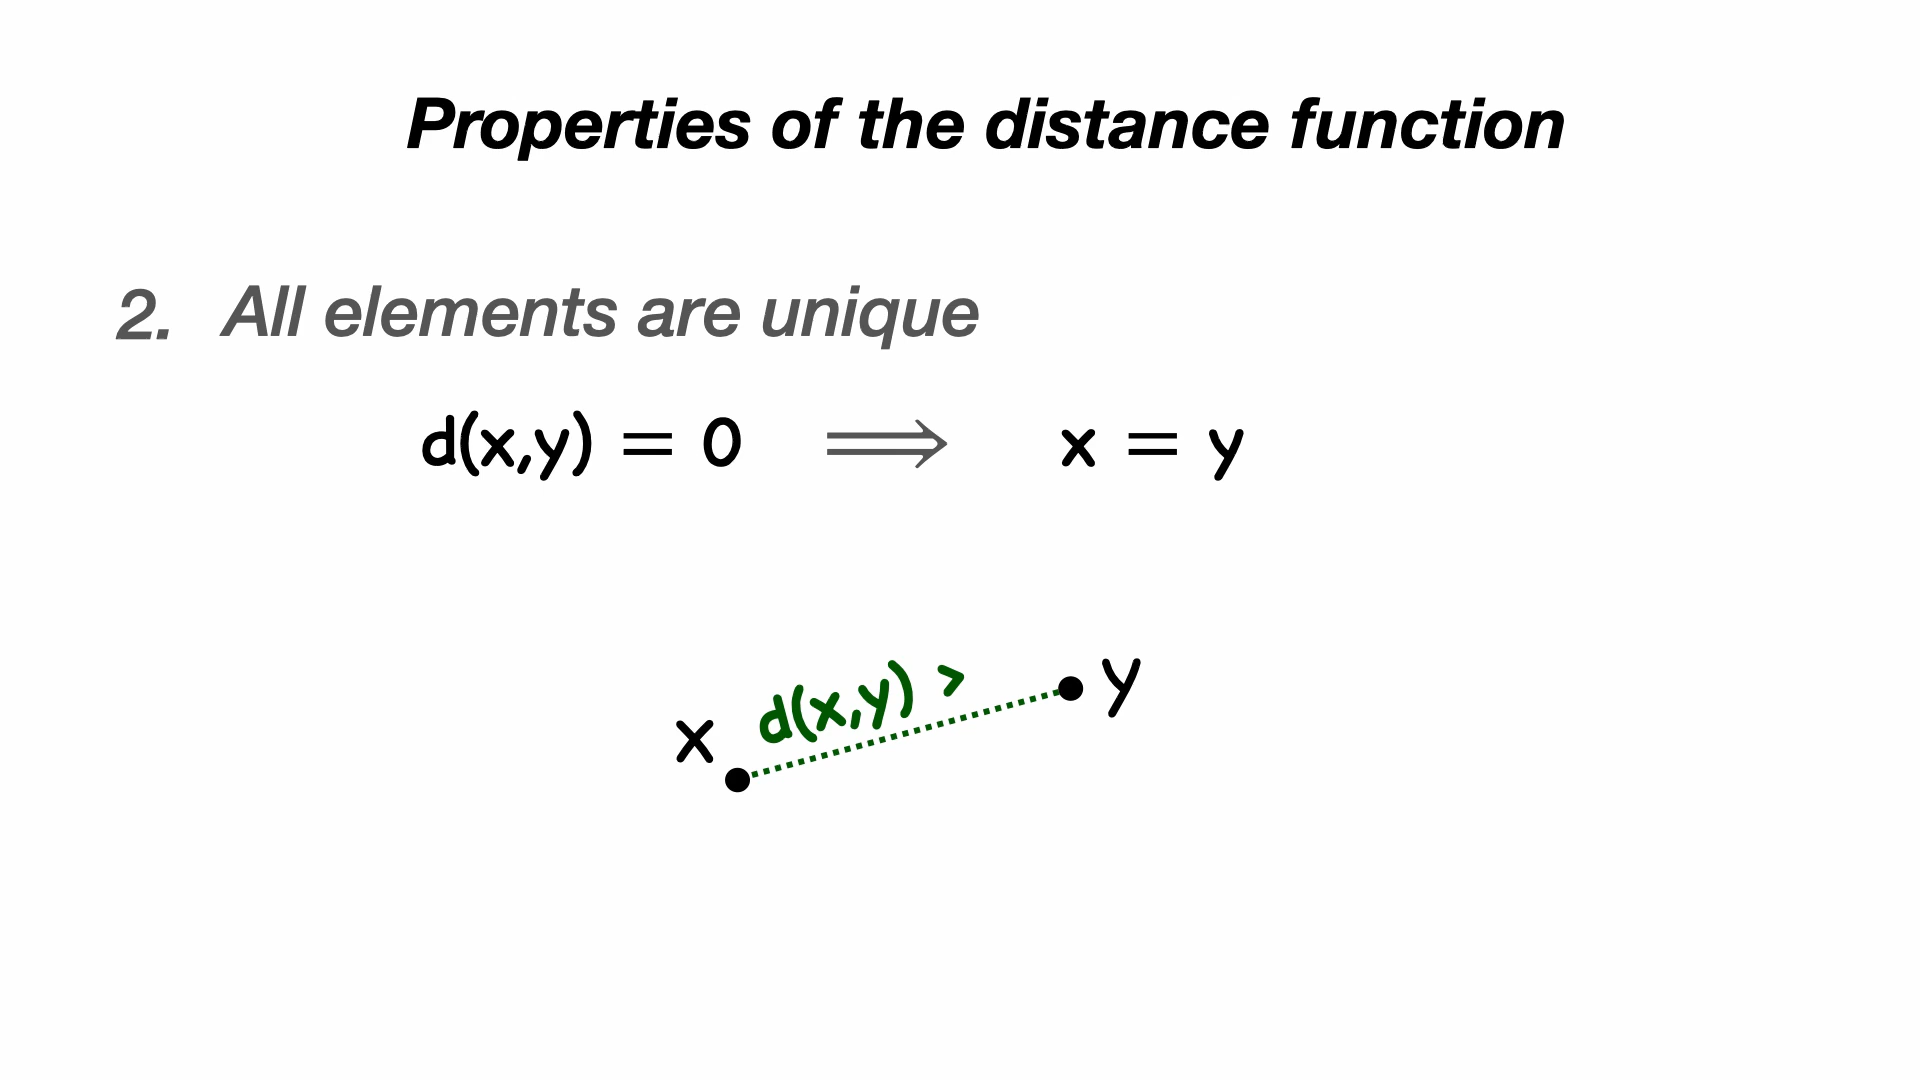 Properties of the distance function
2. All elements are unique
d(x,y) = 0 ⟹ x = y
d(x,y) >
y
x